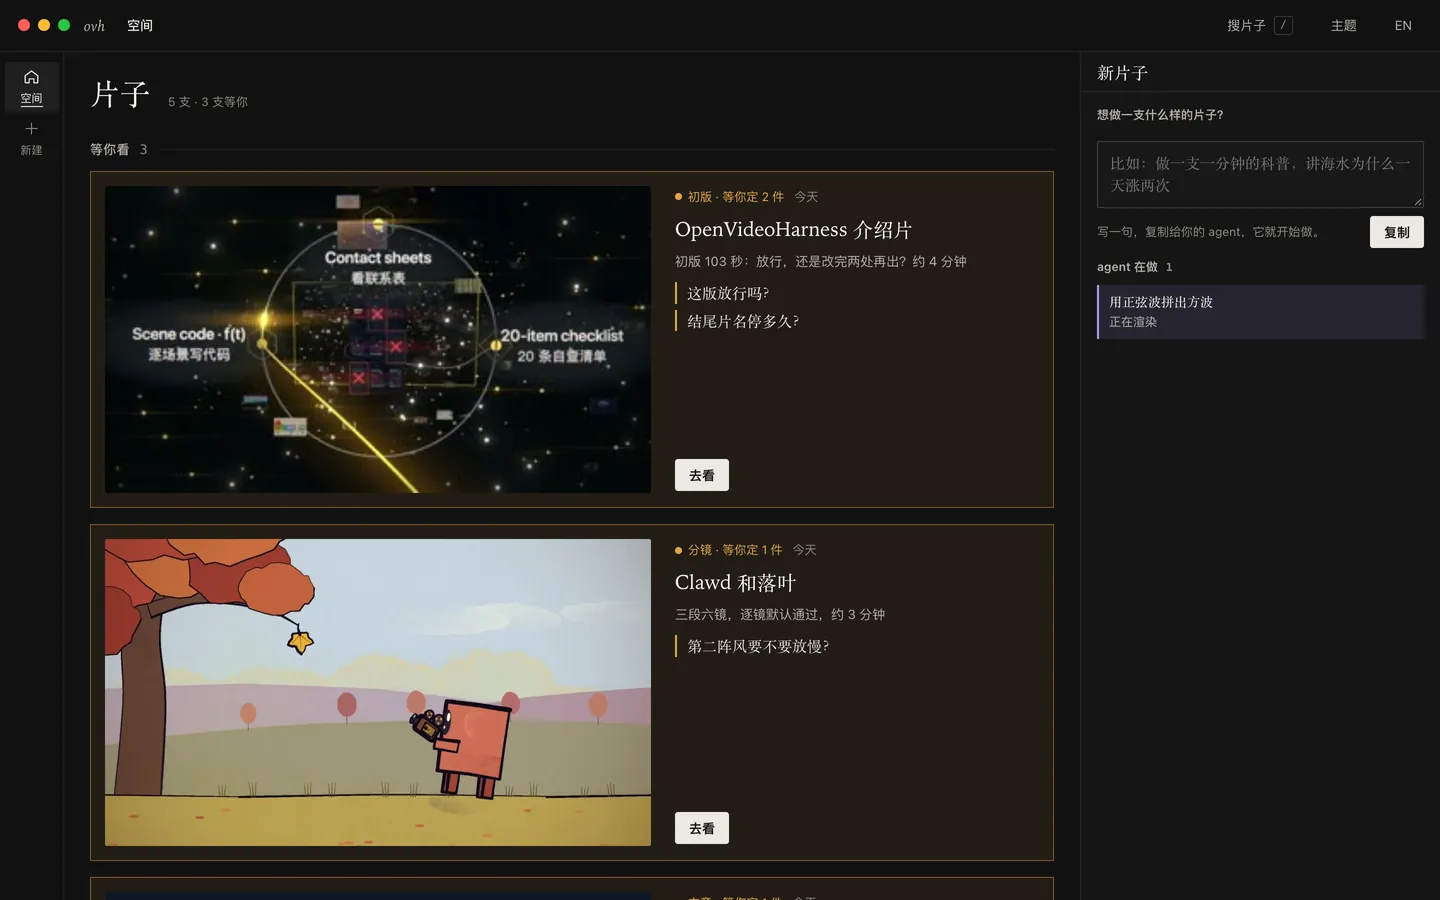 ovh 空间 搜片子 / 主题 EN
空间
新建
片子 5 支 · 3 支等你
等你看 3
Contact sheets
看联系表
Scene code · f(t)
逐场景写代码
20-item checklist
20 条自查清单
初版 · 等你定 2 件 今天
OpenVideoHarness 介绍片
初版 103 秒：放行，还是改完两处再出？约 4 分钟
这版放行吗？
结尾片名停多久？
去看
分镜 · 等你定 1 件 今天
Clawd 和落叶
三段六镜，逐镜默认通过，约 3 分钟
第二阵风要不要放慢？
去看
新片子
想做一支什么样的片子？
比如：做一支一分钟的科普，讲海水为什么一
天涨两次
写一句，复制给你的 agent，它就开始做。
复制
agent 在做 1
用正弦波拼出方波
正在渲染